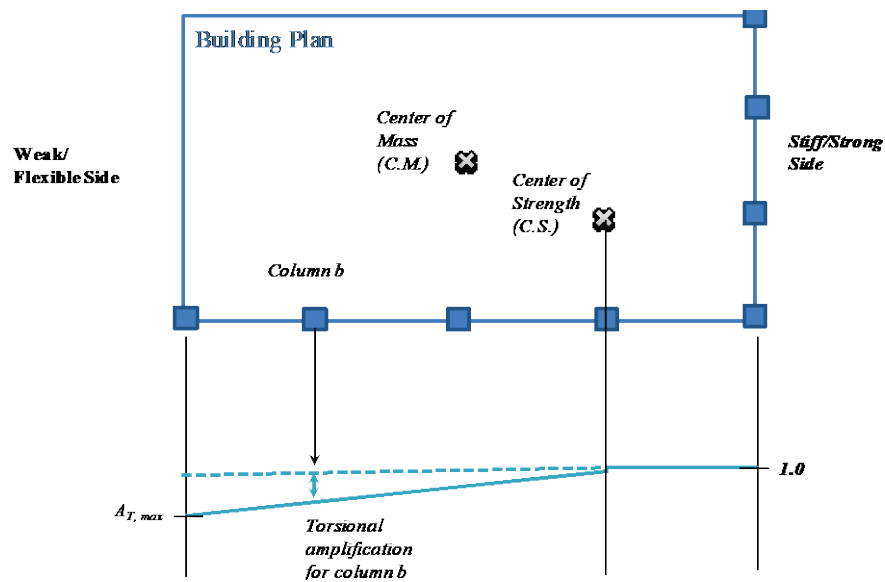 Building Plan
Center of
Mass
(C.M.)
Weak/
Flexible Side
Stiff/Strong
Side
Center of
Strength
(C.S.)
Column b
1.0
A_{T, max}
Torsional
amplification
for column b